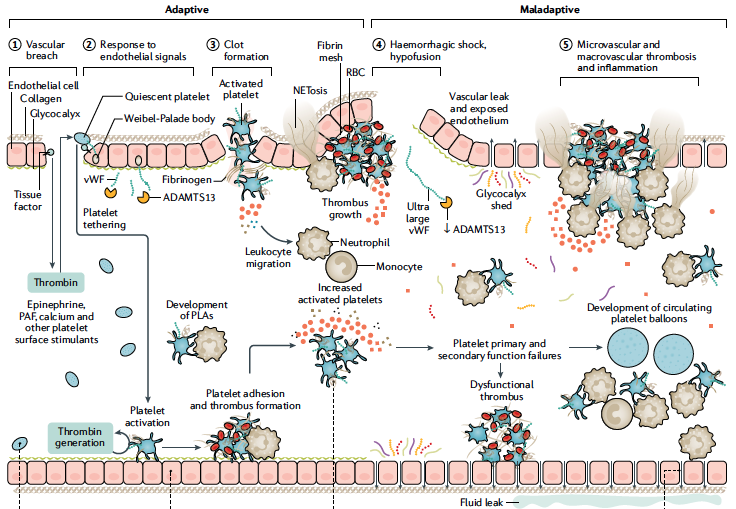 Adaptive
Maladaptive
1 Vascular
breach
2 Response to
endothelial signals
3 Clot
formation
Fibrin
mesh
4 Haemorrhagic shock,
hypofusion
5 Microvascular and
macrovascular thrombosis
and inflammation
Endothelial cell
Collagen
Glycocalyx
Quiescent platelet
Weibel-Palade body
Activated
platelet
NETosis
RBC
Vascular leak
and exposed
endothelium
Tissue
factor
vWF
ADAMTS13
Platelet
tethering
Fibrinogen
Thrombus
growth
Ultra
large
vWF
↓ ADAMTS13
Glycocalyx
shed
Leukocyte
migration
Neutrophil
Monocyte
Thrombin
Epinephrine,
PAF, calcium and
other platelet
surface stimulants
Development
of PLAs
Increased
activated platelets
Platelet primary and
secondary function failures
Development of circulating
platelet balloons
Dysfunctional
thrombus
Platelet adhesion
and thrombus formation
Platelet
activation
Thrombin
generation
Fluid leak